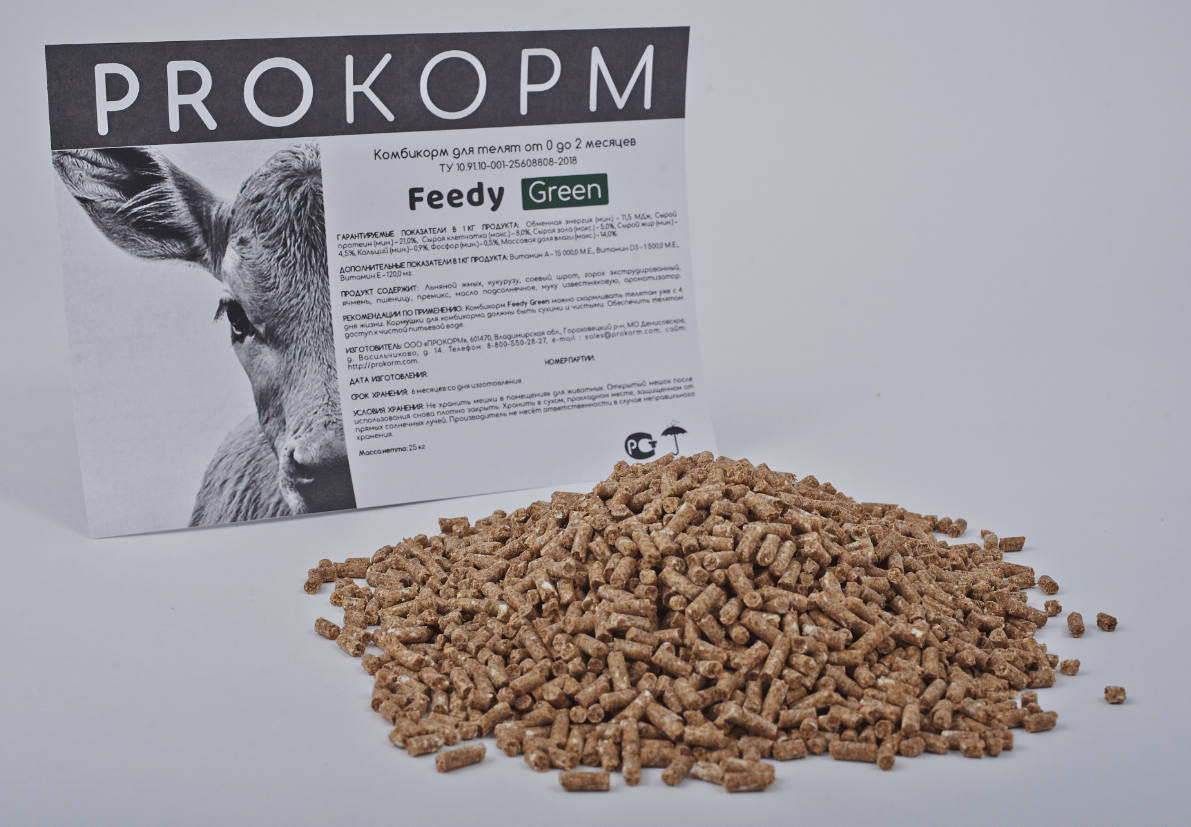 PROKOPM
Комбикорм для телят от 0 до 2 месяцев
ТУ 10.91.10-001-25608808-2018
Feedy Green
ГАРАНТИРУЕМЫЕ ПОКАЗАТЕЛИ В 1 КГ ПРОДУКТА: Обменная энергия (мин.) – 11,5 МДж, Сырой
протеин (мин.) – 21,0%, Сырая клетчатка (макс.) – 8,0%, Сырая зола (макс.) – 5,0%, Сырой жир (мин.) –
4,5%, Кальций (мин.) – 0,9%, Фосфор (мин.) – 0,5%, Массовая доля влаги (макс.) – 14,0%.
ДОПОЛНИТЕЛЬНЫЕ ПОКАЗАТЕЛИ В 1 КГ ПРОДУКТА: Витамин А – 15 000,0 М.Е., Витамин D3 – 1 500,0 М.Е.,
Витамин Е – 120,0 мг.
ПРОДУКТ СОДЕРЖИТ: Льняной жмых, кукурузу, соевый шрот, горох экструдированный,
ячмень, пшеницу, премикс, масло подсолнечное, муку известняковую, ароматизатор.
РЕКОМЕНДАЦИИ ПО ПРИМЕНЕНИЮ: Комбикорм Feedy Green можно скармливать телятам уже с 4
дня жизни. Кормушки для комбикорма должны быть сухими и чистыми. Обеспечить телятам
доступ к чистой питьевой воде.
ИЗГОТОВИТЕЛЬ: ООО «ПРОКОРМ», 601470, Владимирская обл., Гороховецкий р-н, МО Денисовское,
д. Васильчиково, д. 14. Телефон: 8-800-550-28-27, e-mail: sales@prokorm.com, сайт:
http://prokorm.com.
ДАТА ИЗГОТОВЛЕНИЯ: НОМЕР ПАРТИИ:
СРОК ХРАНЕНИЯ: 6 месяцев со дня изготовления
УСЛОВИЯ ХРАНЕНИЯ: Не хранить мешки в помещениях для животных. Открытый мешок после
использования снова плотно закрыть. Хранить в сухом, прохладном месте, защищенном от
прямых солнечных лучей. Производитель не несёт ответственности в случае неправильного
хранения.
Масса нетто: 25 кг
РСТ